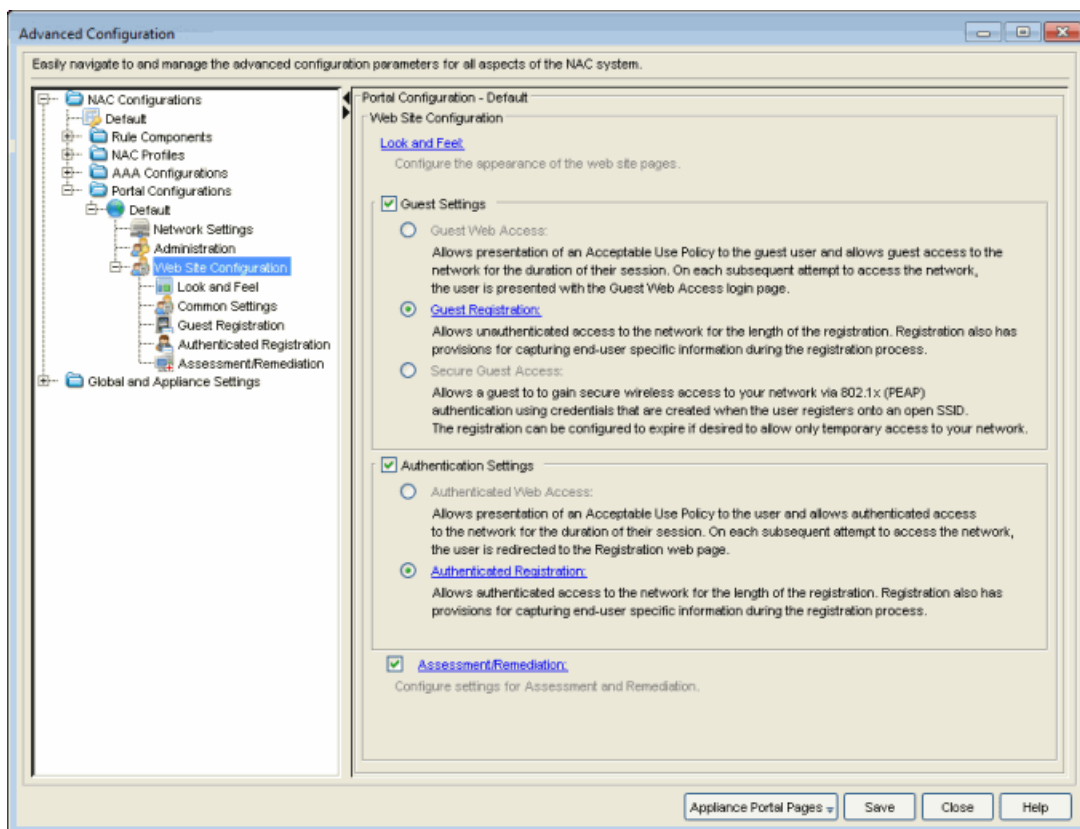 Advanced Configuration
Easily navigate to and manage the advanced configuration parameters for all aspects of the NAC system.
NAC Configurations
Default
Rule Components
NAC Profiles
AAA Configurations
Portal Configurations
Default
Network Settings
Administration
Web Site Configuration
Look and Feel
Common Settings
Guest Registration
Authenticated Registration
Assessment/Remediation
Global and Appliance Settings
Portal Configuration - Default
Web Site Configuration
Look and Feel:
Configure the appearance of the web site pages.
Guest Settings
Guest Web Access:
Allows presentation of an Acceptable Use Policy to the guest user and allows guest access to the
network for the duration of their session. On each subsequent attempt to access the network,
the user is presented with the Guest Web Access login page.
Guest Registration:
Allows unauthenticated access to the network for the length of the registration. Registration also has
provisions for capturing end-user specific information during the registration process.
Secure Guest Access:
Allows a guest to to gain secure wireless access to your network via 802.1x (PEAP)
authentication using credentials that are created when the user registers onto an open SSID.
The registration can be configured to expire if desired to allow only temporary access to your network.
Authentication Settings
Authenticated Web Access:
Allows presentation of an Acceptable Use Policy to the user and allows authenticated access
to the network for the duration of their session. On each subsequent attempt to access the network,
the user is redirected to the Registration web page.
Authenticated Registration:
Allows authenticated access to the network for the length of the registration. Registration also has
provisions for capturing end-user specific information during the registration process.
Assessment/Remediation:
Configure settings for Assessment and Remediation.
Appliance Portal Pages
Save
Close
Help